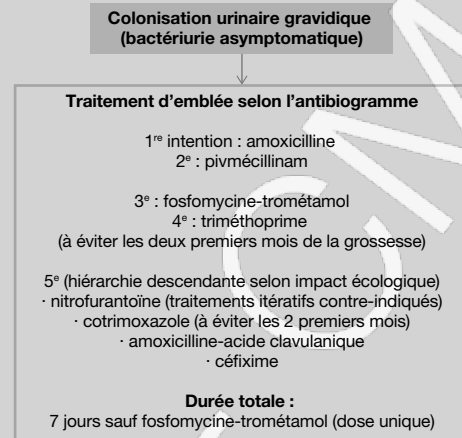 Colonisation urinaire gravidique
(bactériurie asymptomatique)
Traitement d'emblée selon l'antibiogramme
1re intention : amoxicilline
2e : pivmécillinam
3e : fosfomycine-trométamol
4e : triméthoprime
(à éviter les deux premiers mois de la grossesse)
5e (hiérarchie descendante selon impact écologique)
· nitrofurantoïne (traitements itératifs contre-indiqués)
· cotrimoxazole (à éviter les 2 premiers mois)
· amoxicilline-acide clavulanique
· céfixime
Durée totale :
7 jours sauf fosfomycine-trométamol (dose unique)